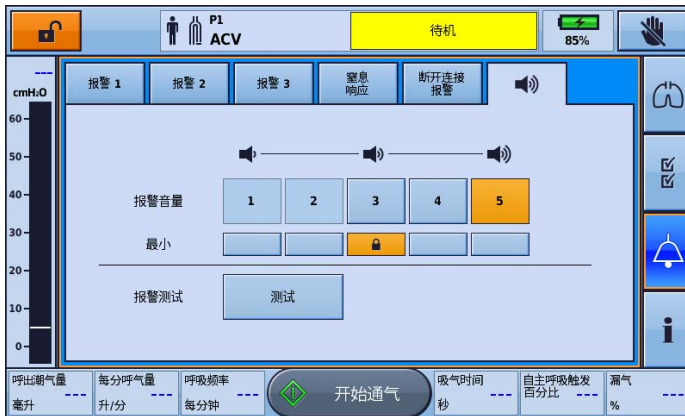 P1
ACV
待机
85%
---
cmH₂O
60
50
40
30
20
10
0
报警 1
报警 2
报警 3
窒息
响应
断开连接
报警
报警音量
1
2
3
4
5
最小
报警测试
测试
呼出潮气量
---
毫升
每分呼气量
---
升/分
呼吸频率
---
每分钟
开始通气
吸气时间
---
秒
自主呼吸触发
百分比
---
漏气
---
%